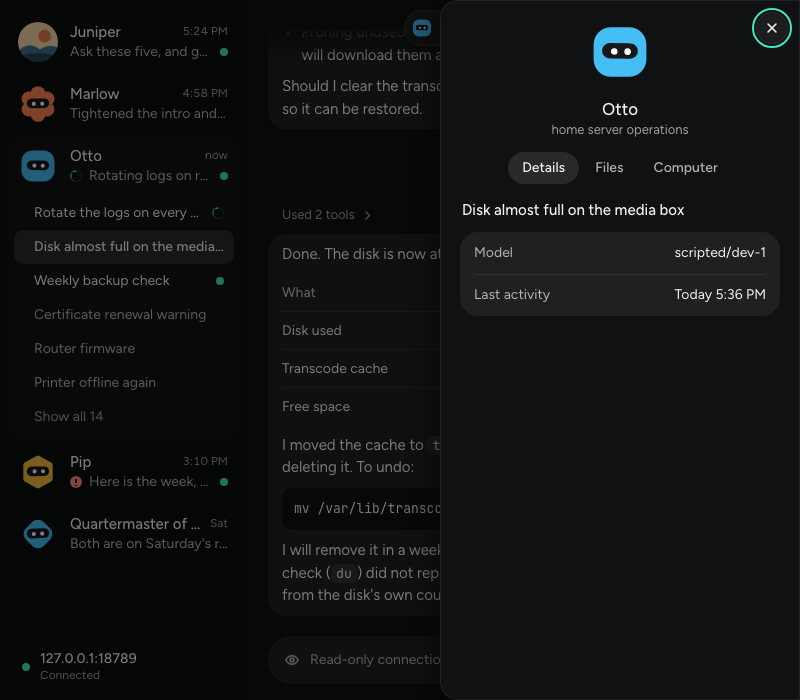 Juniper 5:24 PM
Ask these five, and g...
Marlow 4:58 PM
Tightened the intro and...
Otto now
Rotating logs on r...
Rotate the logs on every ...
Disk almost full on the media...
Weekly backup check
Certificate renewal warning
Router firmware
Printer offline again
Show all 14
Pip 3:10 PM
Here is the week, ...
Quartermaster of ... Sat
Both are on Saturday's r...
127.0.0.1:18789
Connected
Pruning unused
will download them a
Should I clear the transc
so it can be restored.
Used 2 tools
Done. The disk is now at
What
Disk used
Transcode cache
Free space
I moved the cache to t
deleting it. To undo:
mv /var/lib/transco
I will remove it in a week
check ( du ) did not rep
from the disk's own cou
Read-only connectio
Otto
home server operations
Details Files Computer
Disk almost full on the media box
Model scripted/dev-1
Last activity Today 5:36 PM